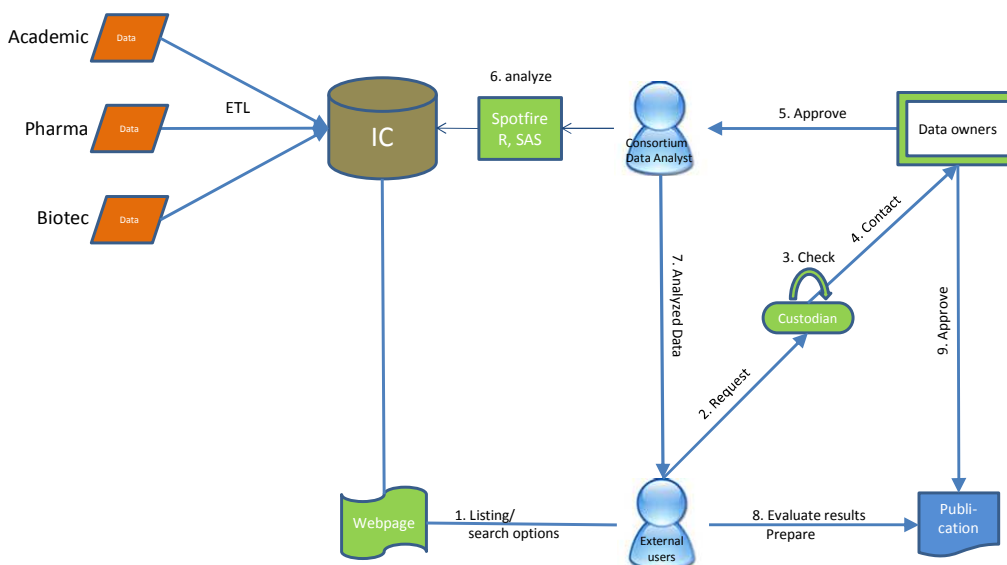 Academic
Data
ETL
Pharma
Data
Biotec
Data
IC
6. analyze
Spotfire
R, SAS
Consortium
Data Analyst
5. Approve
Data owners
4. Contact
3. Check
Custodian
7. Analyzed Data
2. Request
9. Approve
Webpage
1. Listing/
search options
External
users
8. Evaluate results
Prepare
Publi-
cation